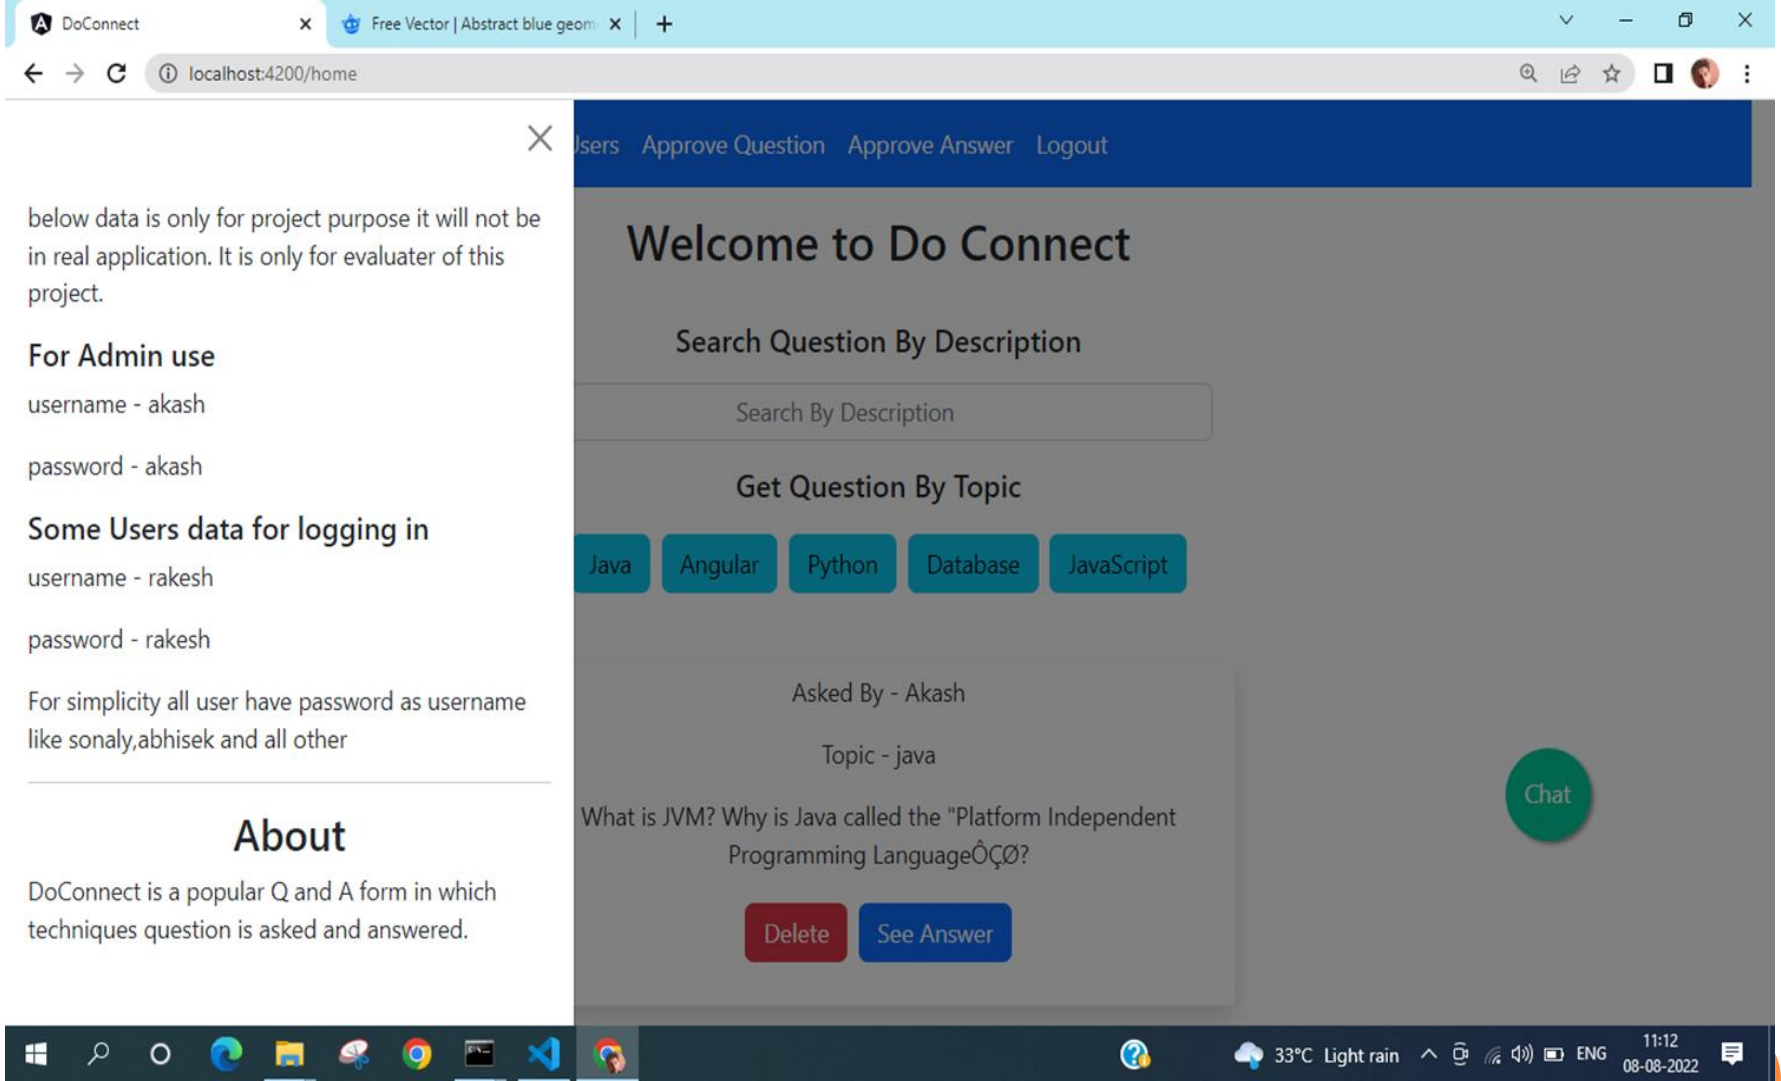 DoConnect
Free Vector | Abstract blue geom
localhost:4200/home
Users Approve Question Approve Answer Logout
below data is only for project purpose it will not be
in real application. It is only for evaluater of this
project.
For Admin use
username - akash
password - akash
Some Users data for logging in
username - rakesh
password - rakesh
For simplicity all user have password as username
like sonaly,abhisek and all other
About
DoConnect is a popular Q and A form in which
techniques question is asked and answered.
Welcome to Do Connect
Search Question By Description
Search By Description
Get Question By Topic
Java Angular Python Database JavaScript
Asked By - Akash
Topic - java
What is JVM? Why is Java called the "Platform Independent
Programming LanguageÔÇØ?
Delete See Answer
Chat
33°C Light rain
ENG
11:12
08-08-2022